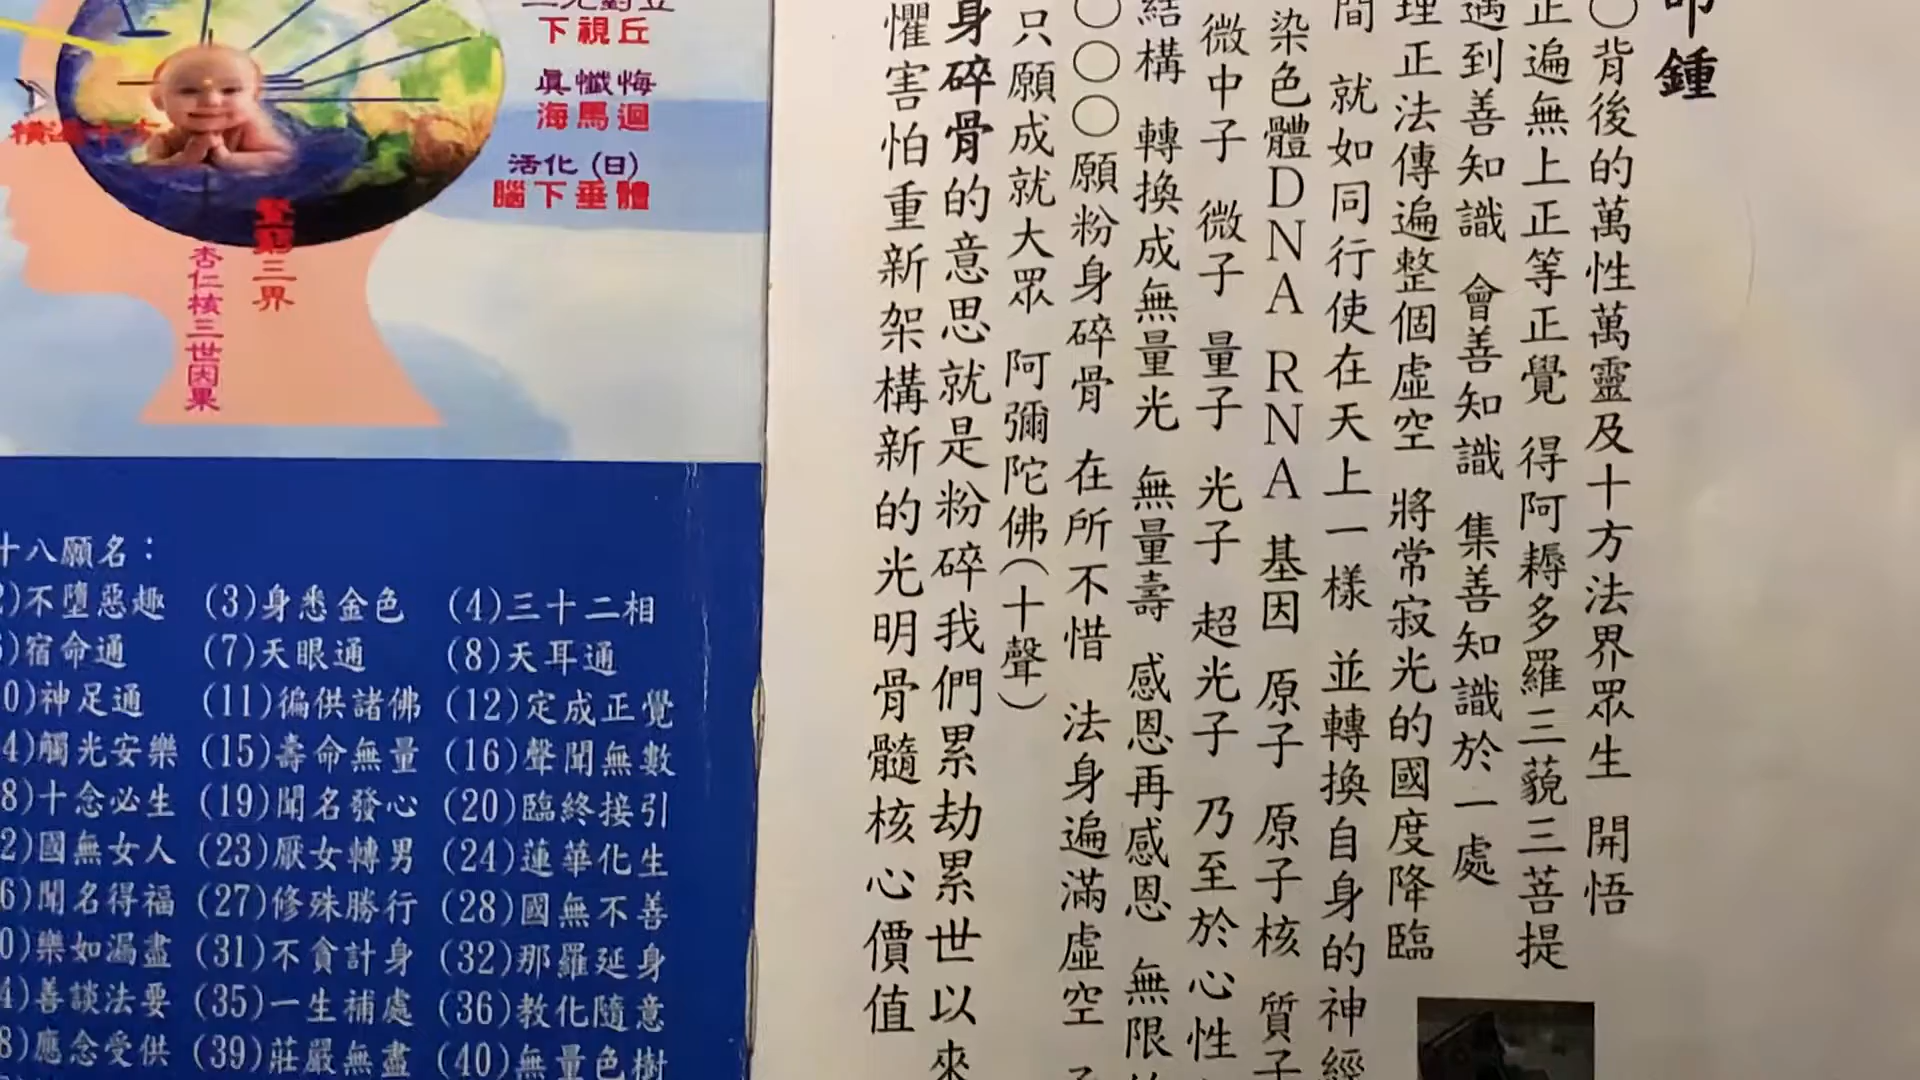 下視丘
眞懺悔
海馬迴
活化(日)
腦下垂體
三界
杏仁核三世因果
十八願名：
不墮惡趣 (3)身悉金色 (4)三十二相
宿命通 (7)天眼通 (8)天耳通
神足通 (11)徧供諸佛 (12)定成正覺
觸光安樂 (15)壽命無量 (16)聲聞無數
十念必生 (19)聞名發心 (20)臨終接引
國無女人 (23)厭女轉男 (24)蓮華化生
聞名得福 (27)修殊勝行 (28)國無不善
樂如漏盡 (31)不貪計身 (32)那羅延身
善談法要 (35)一生補處 (36)教化隨意
應念受供 (39)莊嚴無盡 (40)無量色樹
叩鍾
〇背後的萬性萬靈及十方法界眾生 開悟
正遍無上正等正覺 得阿耨多羅三藐三菩提
遇到善知識 會善知識 集善知識於一處
理正法傳遍整個虛空 將常寂光的國度降臨
間 就如同行使在天上一樣 並轉換自身的神經
染色體DNA RNA 基因 原子 原子核 質子
微中子 微子 量子 光子 超光子 乃至於心性
結構 轉換成無量光 無量壽 感恩再感恩 無限
〇〇〇願粉身碎骨 在所不惜 法身遍滿虛空
只願成就大眾 阿彌陀佛(十聲)
身碎骨的意思就是粉碎我們累劫累世以來
懼害怕重新架構新的光明骨髓核心價值